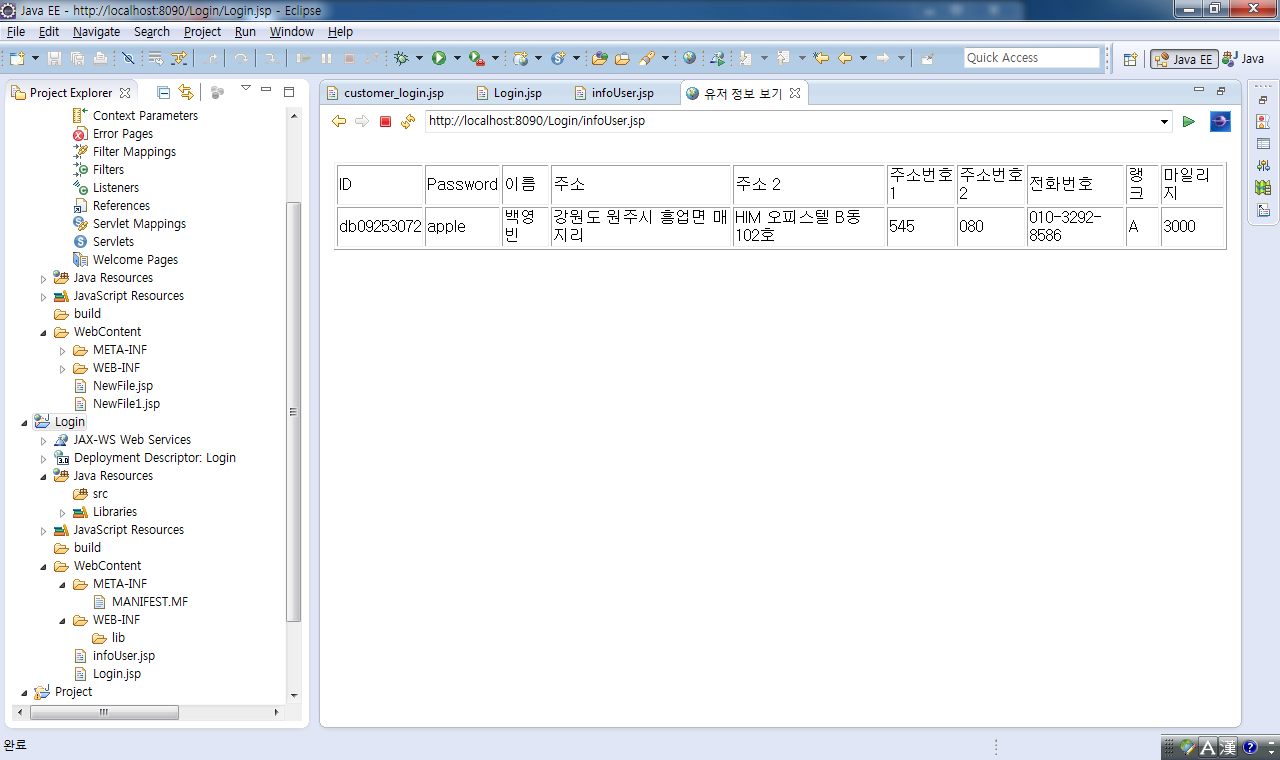 Java EE - http://localhost:8090/Login/Login.jsp - Eclipse
File Edit Navigate Search Project Run Window Help
Quick Access
Java EE
Java
Project Explorer
Context Parameters
Error Pages
Filter Mappings
Filters
Listeners
References
Servlet Mappings
Servlets
Welcome Pages
Java Resources
JavaScript Resources
build
WebContent
META-INF
WEB-INF
NewFile.jsp
NewFile1.jsp
Login
JAX-WS Web Services
Deployment Descriptor: Login
3.0
Java Resources
src
Libraries
JavaScript Resources
build
WebContent
META-INF
MANIFEST.MF
WEB-INF
lib
infoUser.jsp
Login.jsp
Project
customer_login.jsp
Login.jsp
infoUser.jsp
유저 정보 보기
http://localhost:8090/Login/infoUser.jsp
ID
Password
이름
주소
주소 2
주소번호
1
주소번호
2
전화번호
랭
크
마일리
지
db09253072
apple
백영
빈
강원도 원주시 흥업면 매
지리
HIM 오피스텔 B동
102호
545
080
010-3292-
8586
A
3000
완료
A 漢 ?